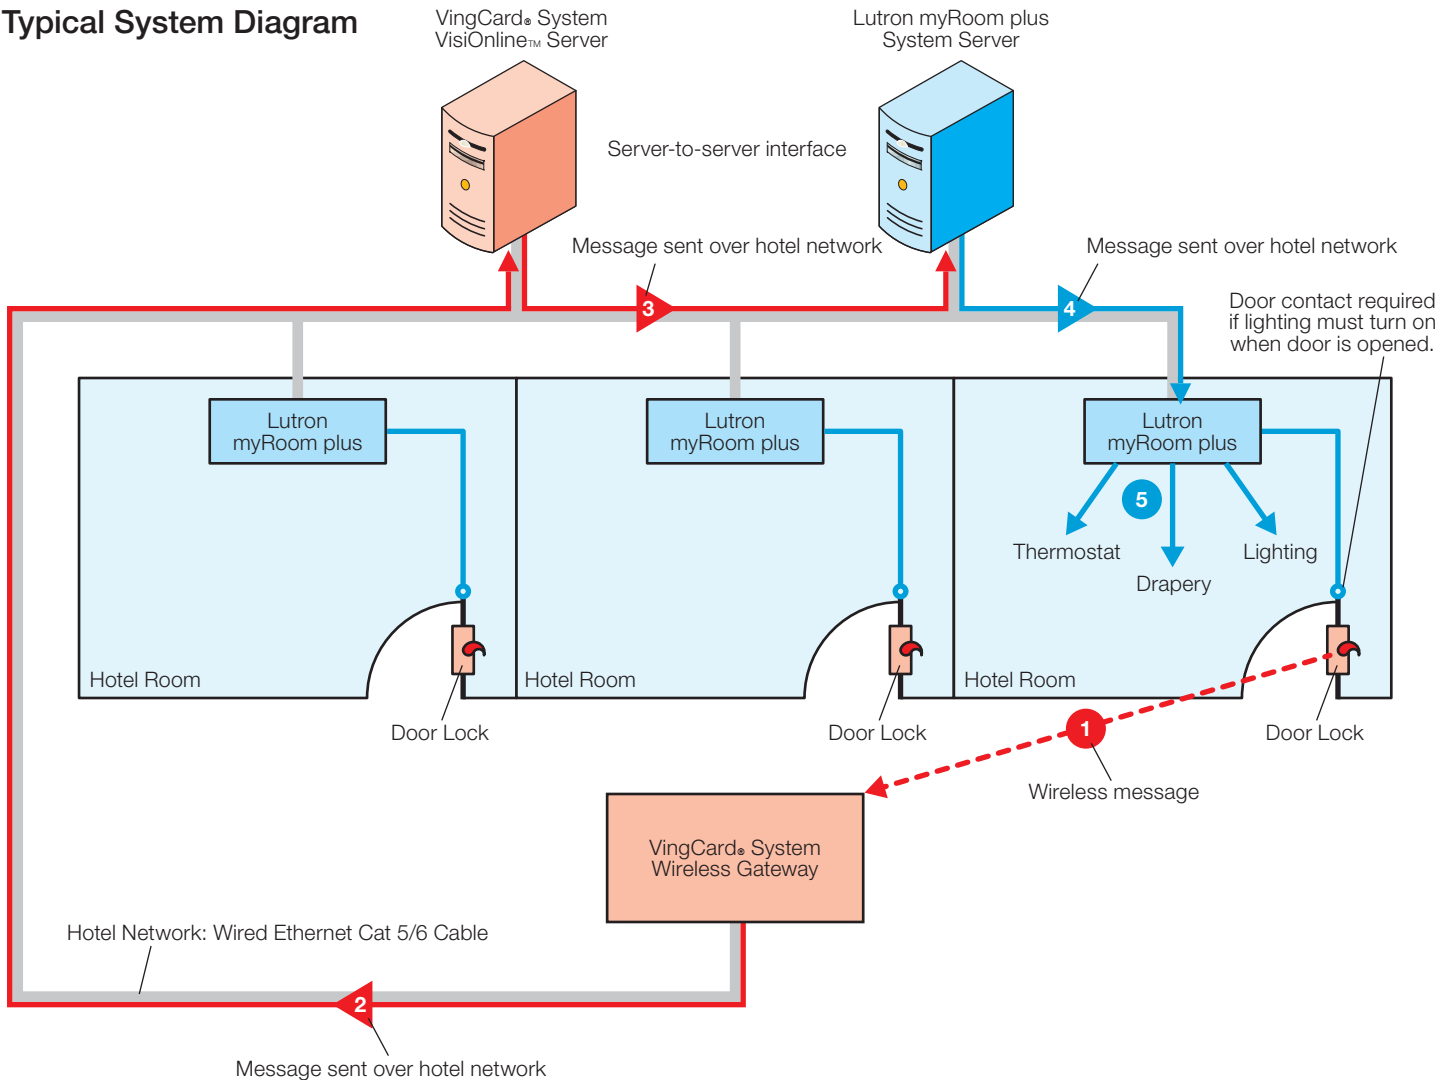 Typical System Diagram
VingCard® System
VisiOnline™ Server
Lutron myRoom plus
System Server
Server-to-server interface
Message sent over hotel network
Message sent over hotel network
3
4
Door contact required
if lighting must turn on
when door is opened.
Lutron
myRoom plus
Lutron
myRoom plus
Lutron
myRoom plus
5
Thermostat
Lighting
Drapery
Hotel Room
Hotel Room
Hotel Room
Door Lock
Door Lock
Door Lock
1
Wireless message
VingCard® System
Wireless Gateway
Hotel Network: Wired Ethernet Cat 5/6 Cable
2
Message sent over hotel network